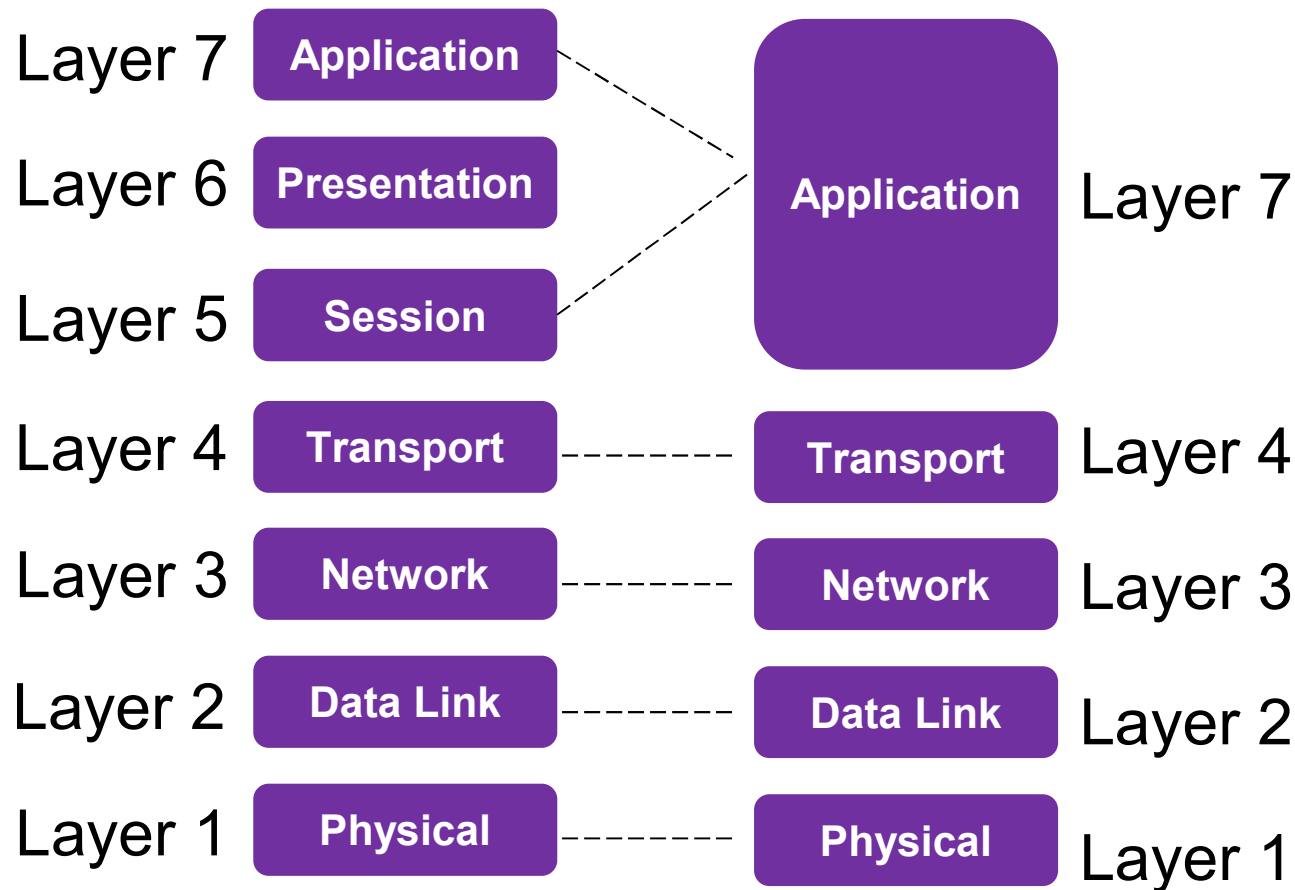 Layer 7
Application
Layer 6
Presentation
Layer 5
Session
Layer 4
Transport
Layer 3
Network
Layer 2
Data Link
Layer 1
Physical
Application
Layer 7
Transport
Layer 4
Network
Layer 3
Data Link
Layer 2
Physical
Layer 1